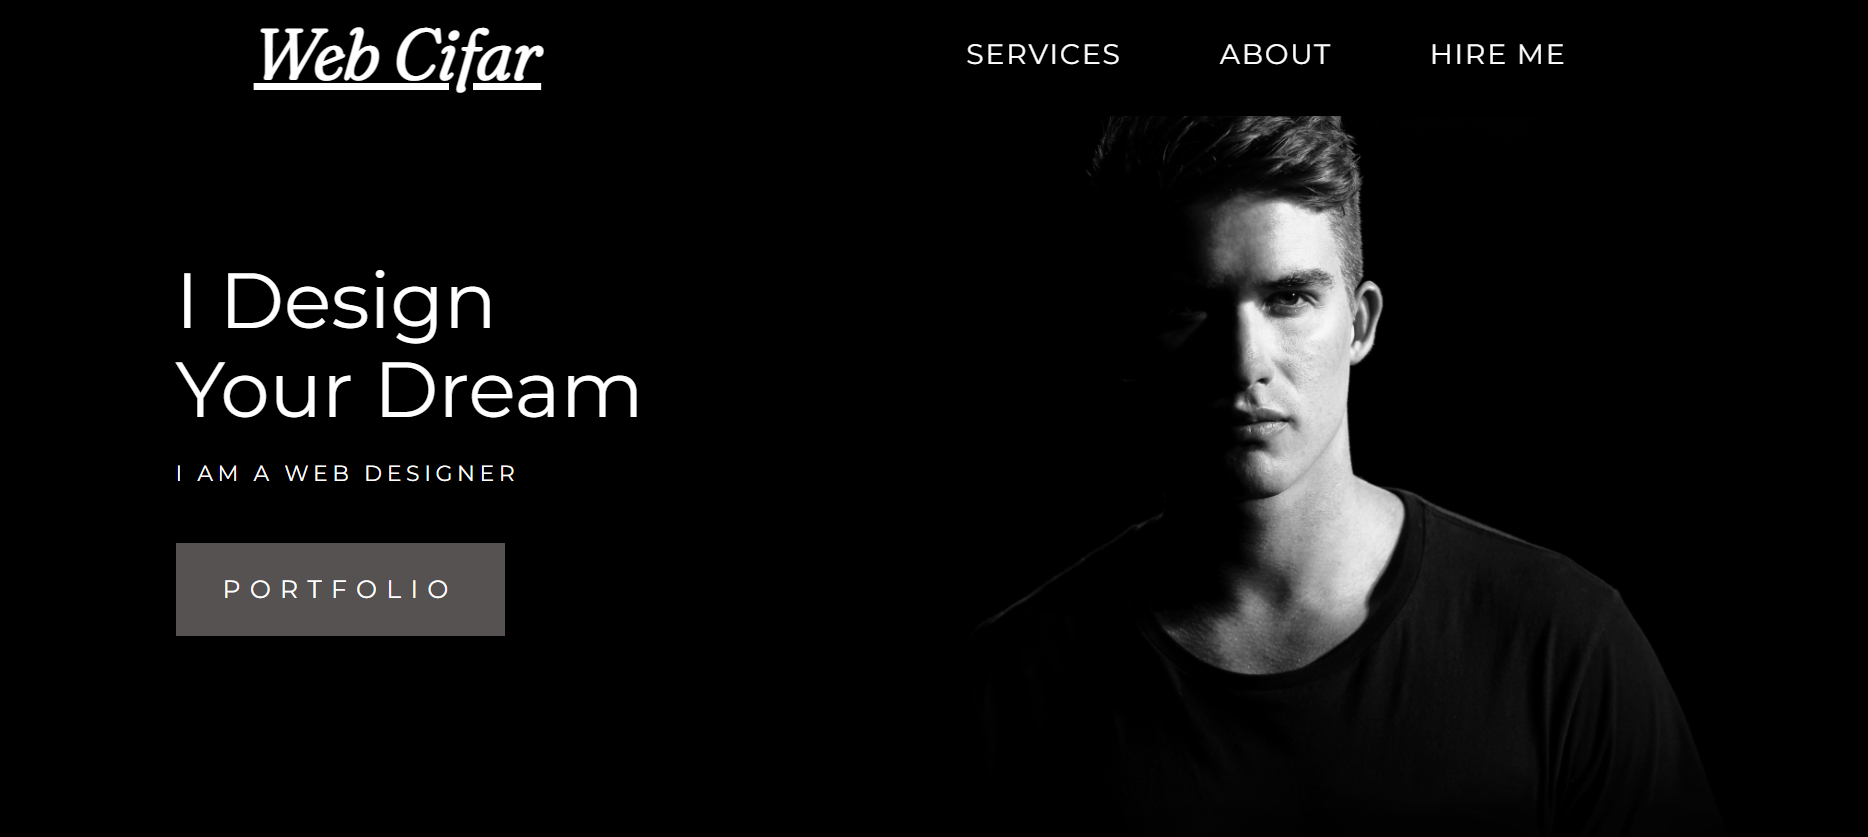 Web Cifar
SERVICES
ABOUT
HIRE ME
I Design
Your Dream
I AM A WEB DESIGNER
PORTFOLIO